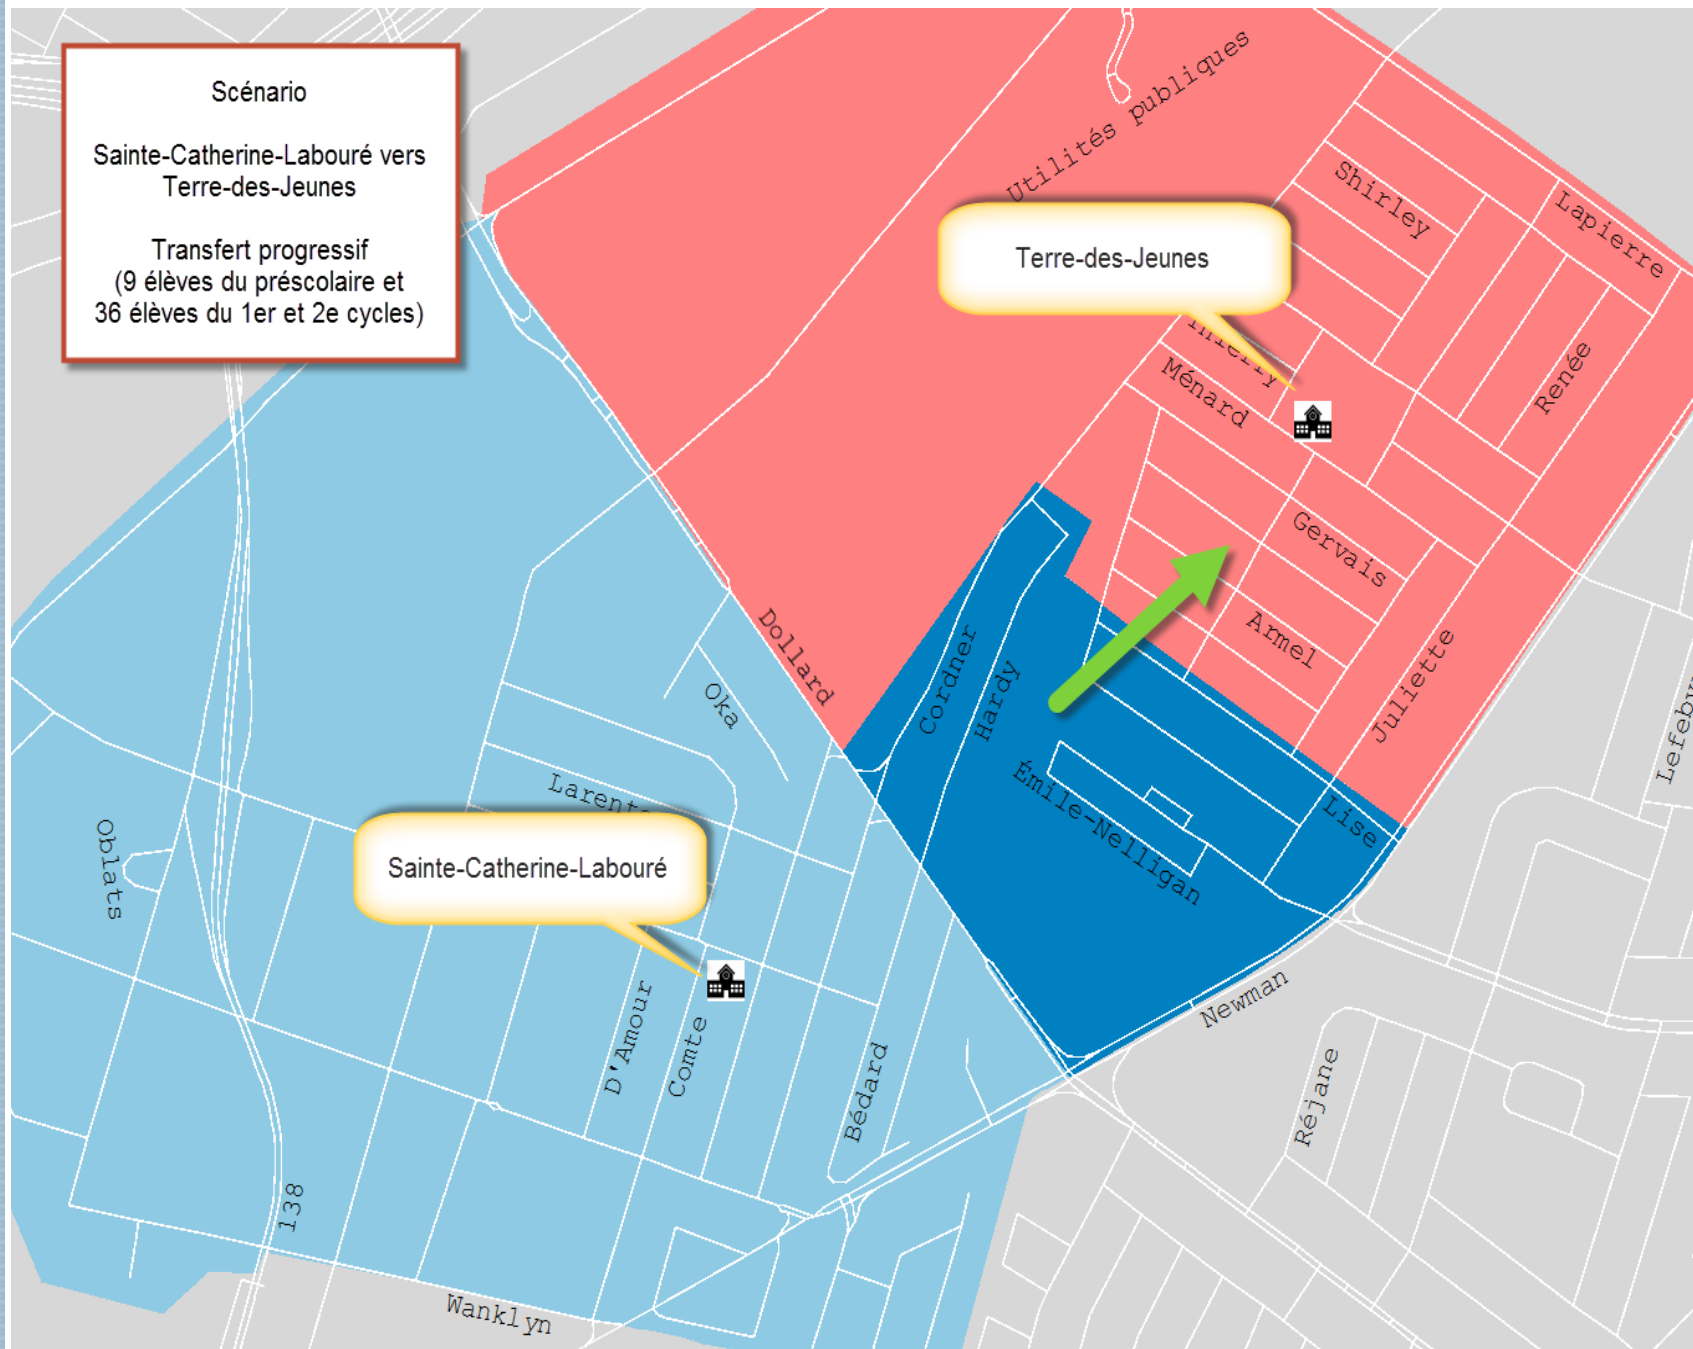 Scénario
Sainte-Catherine-Labouré vers
Terre-des-Jeunes
Transfert progressif
(9 élèves du préscolaire et
36 élèves du 1er et 2e cycles)
Utilités publiques
Shirley
Lapierre
Terre-des-Jeunes
Ménard
Renée
Gervais
Armel
Juliette
Dollard
Oka
Cordner
Hardy
Émile-Nelligan
Lise
Oblats
Sainte-Catherine-Labouré
D'Amour
Comte
Bédard
Newman
Réjane
138
Wanklyn